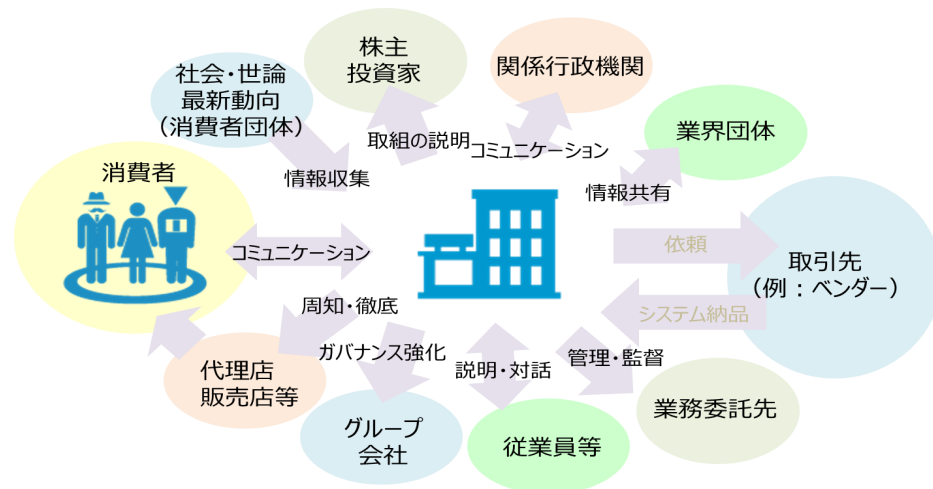 株主
投資家
関係行政機関
社会・世論
最新動向
（消費者団体）
業界団体
取組の説明
コミュニケーション
消費者
情報収集
情報共有
コミュニケーション
依頼
取引先
（例：ベンダー）
周知・徹底
システム納品
ガバナンス強化
説明・対話
管理・監督
代理店
販売店等
業務委託先
グループ
会社
従業員等